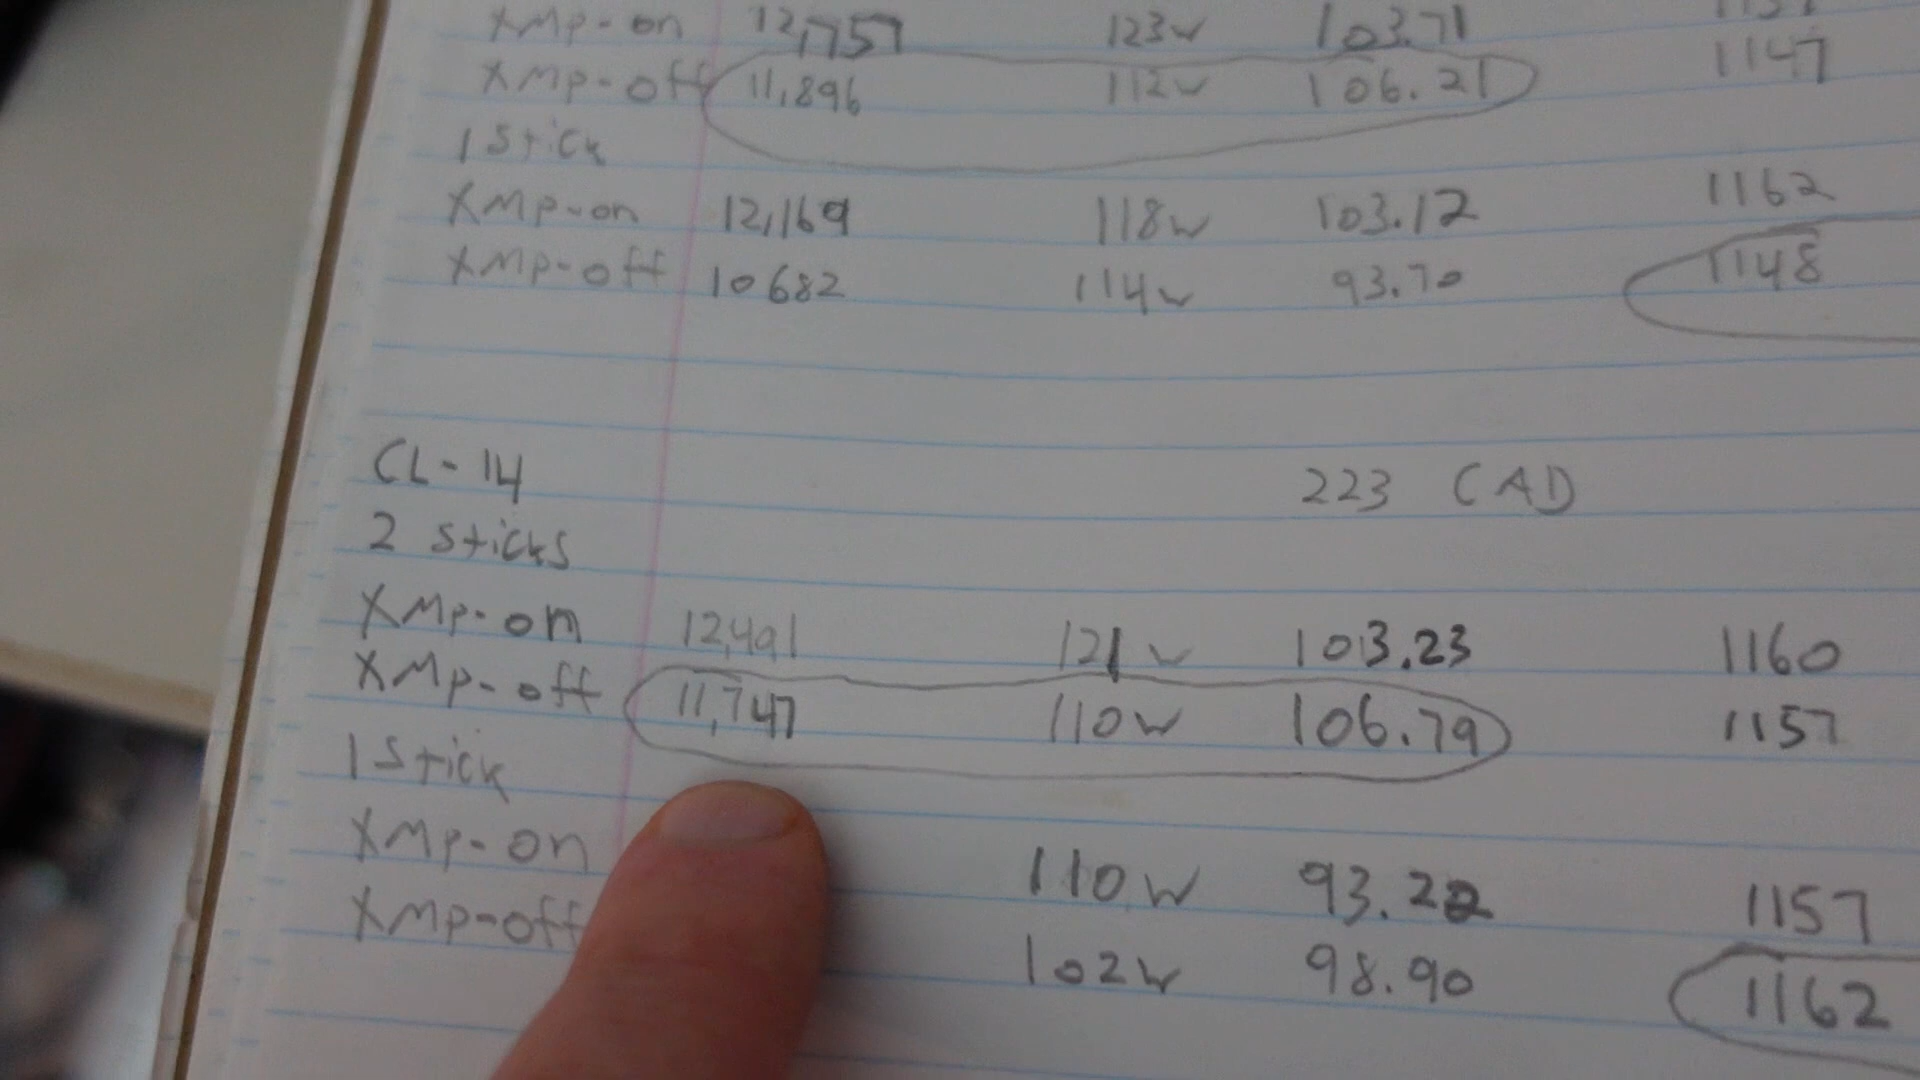 XMP-on 12,757 123w 103.71
XMP-off 11,896 112w 106.21 1147
1 Stick
XMP-on 12,169 118w 103.12 1162
XMP-off 10682 114w 93.70 1148
CL-14 223 CAD
2 sticks
XMP-on 12,491 121w 103.23 1160
XMP-off 11,747 110w 106.79 1157
1 Stick
XMP-on 110w 93.22 1157
XMP-off 102w 98.90 1162